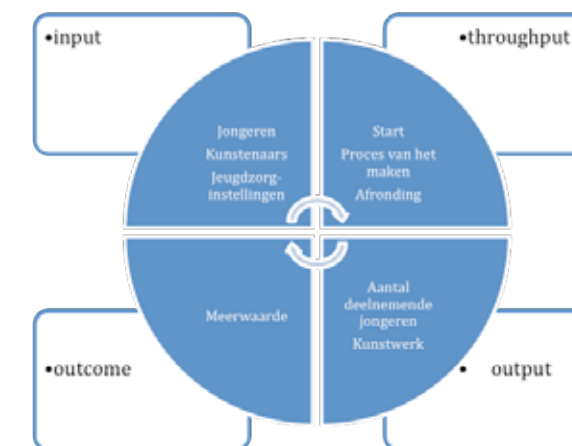 •input
•throughput
Jongeren
Kunstenaars
Jeugdzorg-
instellingen
Start
Proces van het
maken
Afronding
Meerwaarde
Aantal
deelnemende
jongeren
Kunstwerk
•outcome
• output